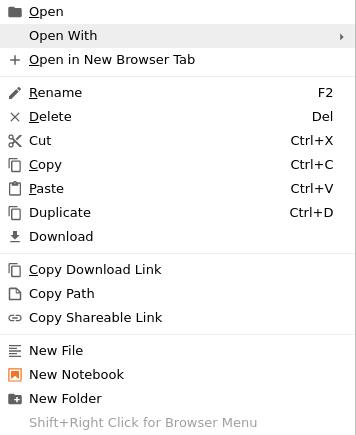 Open
Open With
Open in New Browser Tab
Rename F2
Delete Del
Cut Ctrl+X
Copy Ctrl+C
Paste Ctrl+V
Duplicate Ctrl+D
Download
Copy Download Link
Copy Path
Copy Shareable Link
New File
New Notebook
New Folder
Shift+Right Click for Browser Menu